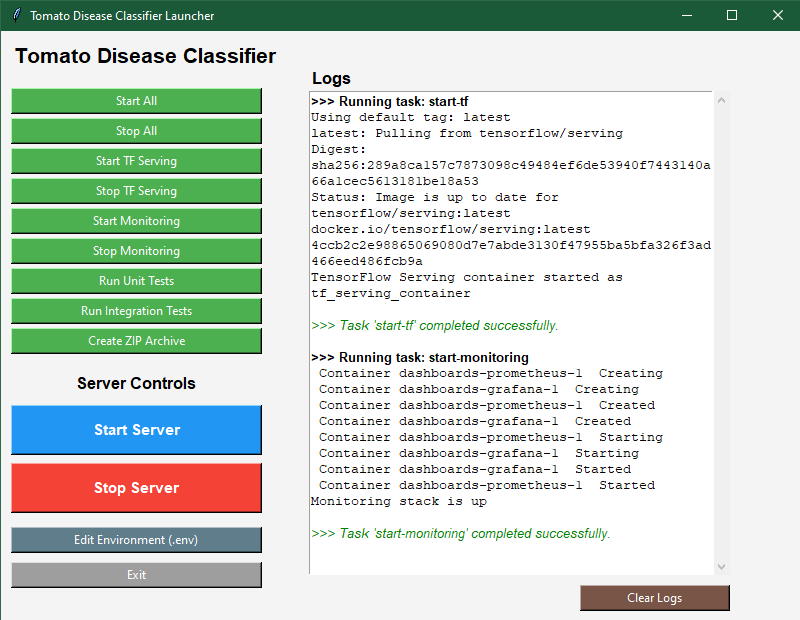 Tomato Disease Classifier Launcher
Tomato Disease Classifier
Start All
Stop All
Start TF Serving
Stop TF Serving
Start Monitoring
Stop Monitoring
Run Unit Tests
Run Integration Tests
Create ZIP Archive
Server Controls
Start Server
Stop Server
Edit Environment (.env)
Exit
Logs
>>> Running task: start-tf
Using default tag: latest
latest: Pulling from tensorflow/serving
Digest:
sha256:289a8ca157c7873098c49484ef6de53940f7443140a
66a1cec5613181be18a53
Status: Image is up to date for
tensorflow/serving:latest
docker.io/tensorflow/serving:latest
4ccb2c2e98865069080d7e7abde3130f47955ba5bfa326f3ad
466eed486fcb9a
TensorFlow Serving container started as
tf_serving_container
>>> Task 'start-tf' completed successfully.
>>> Running task: start-monitoring
Container dashboards-prometheus-1  Creating
Container dashboards-grafana-1  Creating
Container dashboards-prometheus-1  Created
Container dashboards-grafana-1  Created
Container dashboards-prometheus-1  Starting
Container dashboards-grafana-1  Starting
Container dashboards-grafana-1  Started
Container dashboards-prometheus-1  Started
Monitoring stack is up
>>> Task 'start-monitoring' completed successfully.
Clear Logs